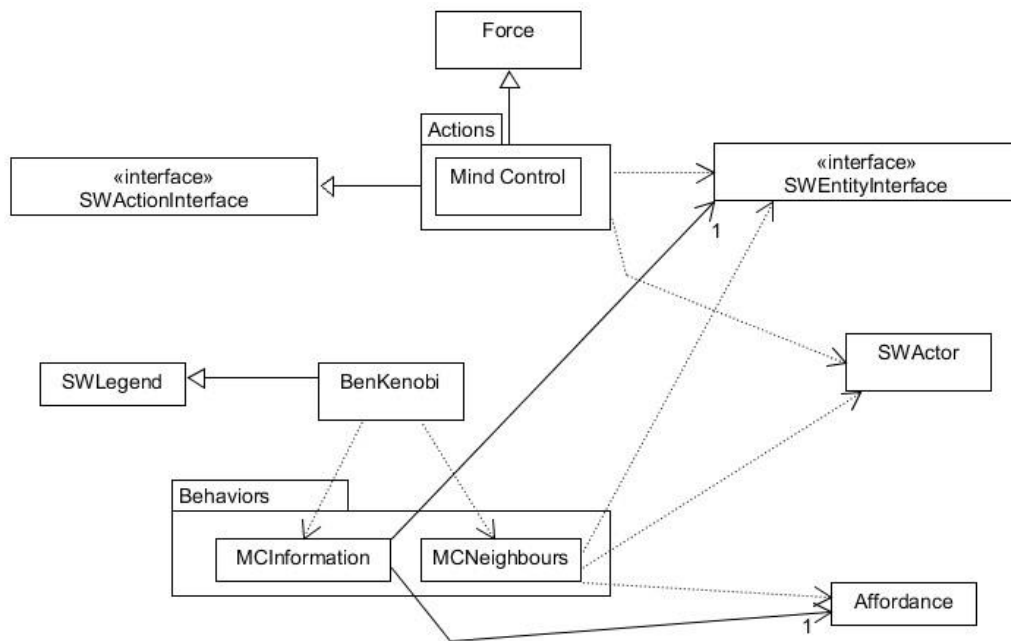 Force
Actions
Mind Control
«interface»
SWActionInterface
«interface»
SWEntityInterface
1
SWActor
SWLegend
BenKenobi
Behaviors
MCInformation
MCNeighbours
Affordance
1